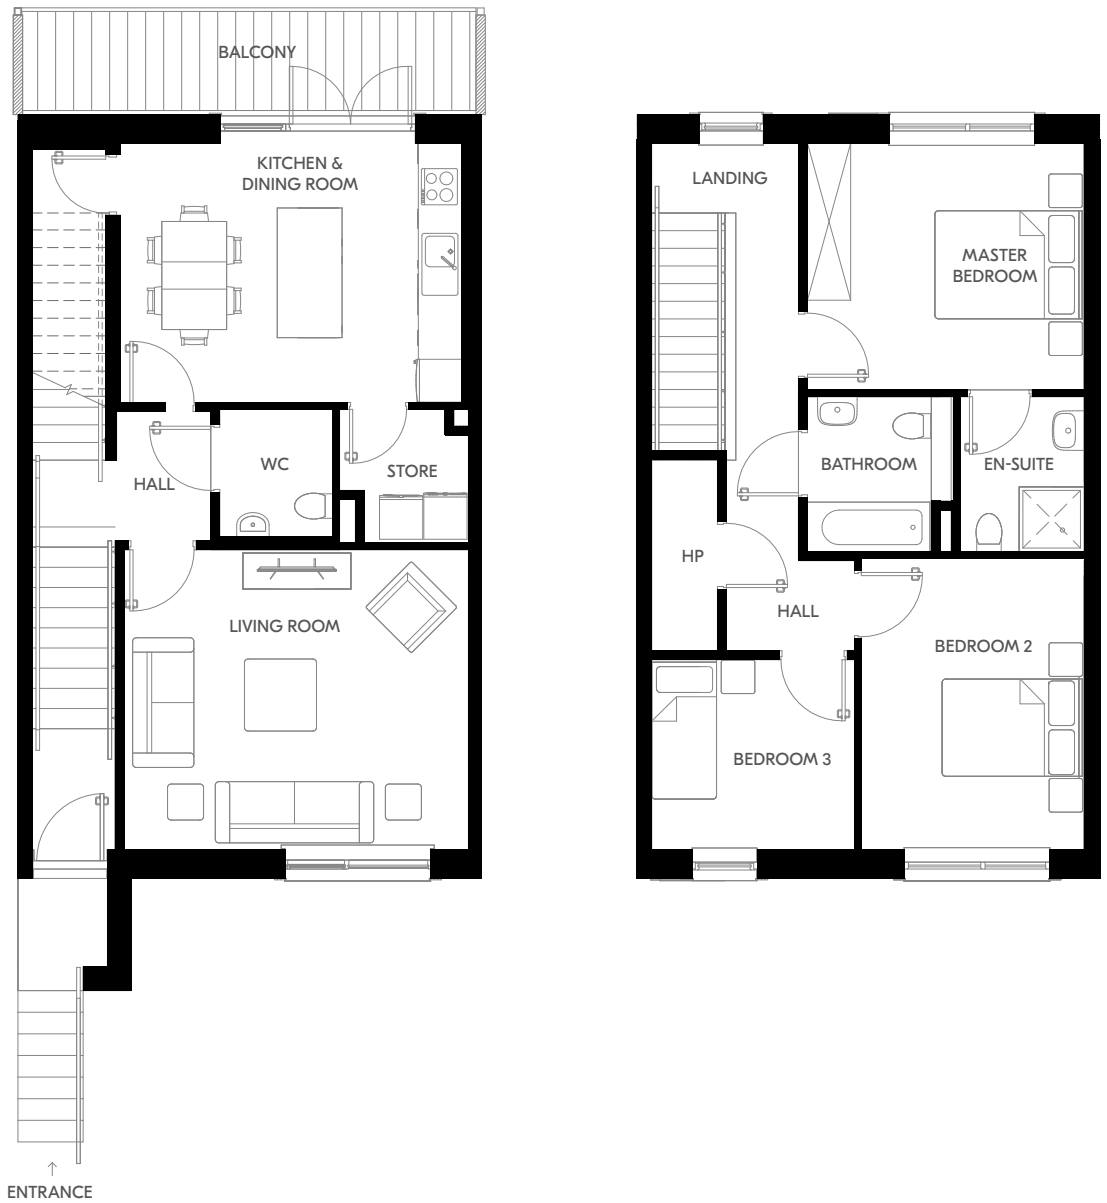 BALCONY
KITCHEN &
DINING ROOM
WC
HALL
STORE
LIVING ROOM
ENTRANCE
LANDING
MASTER
BEDROOM
BATHROOM
EN-SUITE
HP
HALL
BEDROOM 2
BEDROOM 3